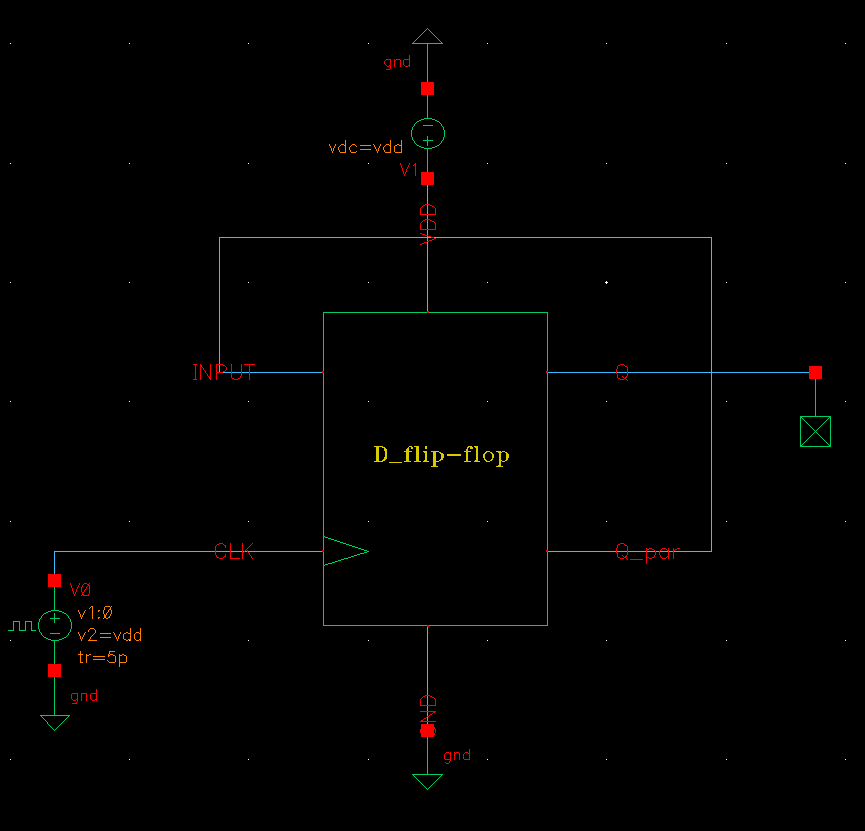 gnd
vdc=vdd
V1
VDD
INPUT
Q
D_flip-flop
CLK
Q_par
V0
v1:0
v2=vdd
tr=5p
gnd
GND
gnd